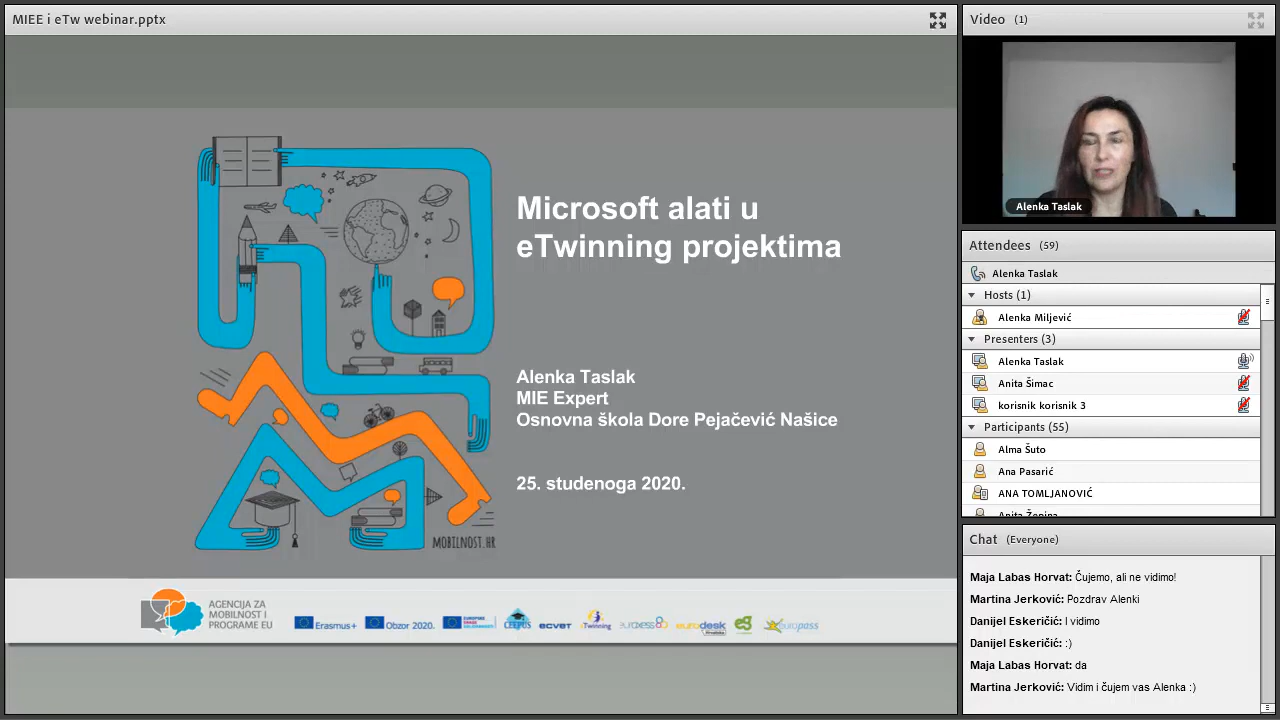 MIEE i eTw webinar.pptx
Microsoft alati u
eTwinning projektima
Alenka Taslak
MIE Expert
Osnovna škola Dore Pejačević Našice
25. studenoga 2020.
MOBILNOST.HR
AGENCIJA ZA
MOBILNOST I
PROGRAME EU
Erasmus+
Obzor 2020.
ECVET
eTwinning
eurodesk
europass
Video (1)
Alenka Taslak
Attendees (59)
Alenka Taslak
Hosts (1)
Alenka Miljević
Presenters (3)
Alenka Taslak
Anita Šimac
korisnik korisnik 3
Participants (55)
Alma Šuto
Ana Pasarić
ANA TOMLJANOVIĆ
Chat (Everyone)
Maja Labas Horvat: Čujemo, ali ne vidimo!
Martina Jerković: Pozdrav Alenki
Danijel Eskeričić: I vidimo
Danijel Eskeričić: :)
Maja Labas Horvat: da
Martina Jerković: Vidim i čujem vas Alenka :)